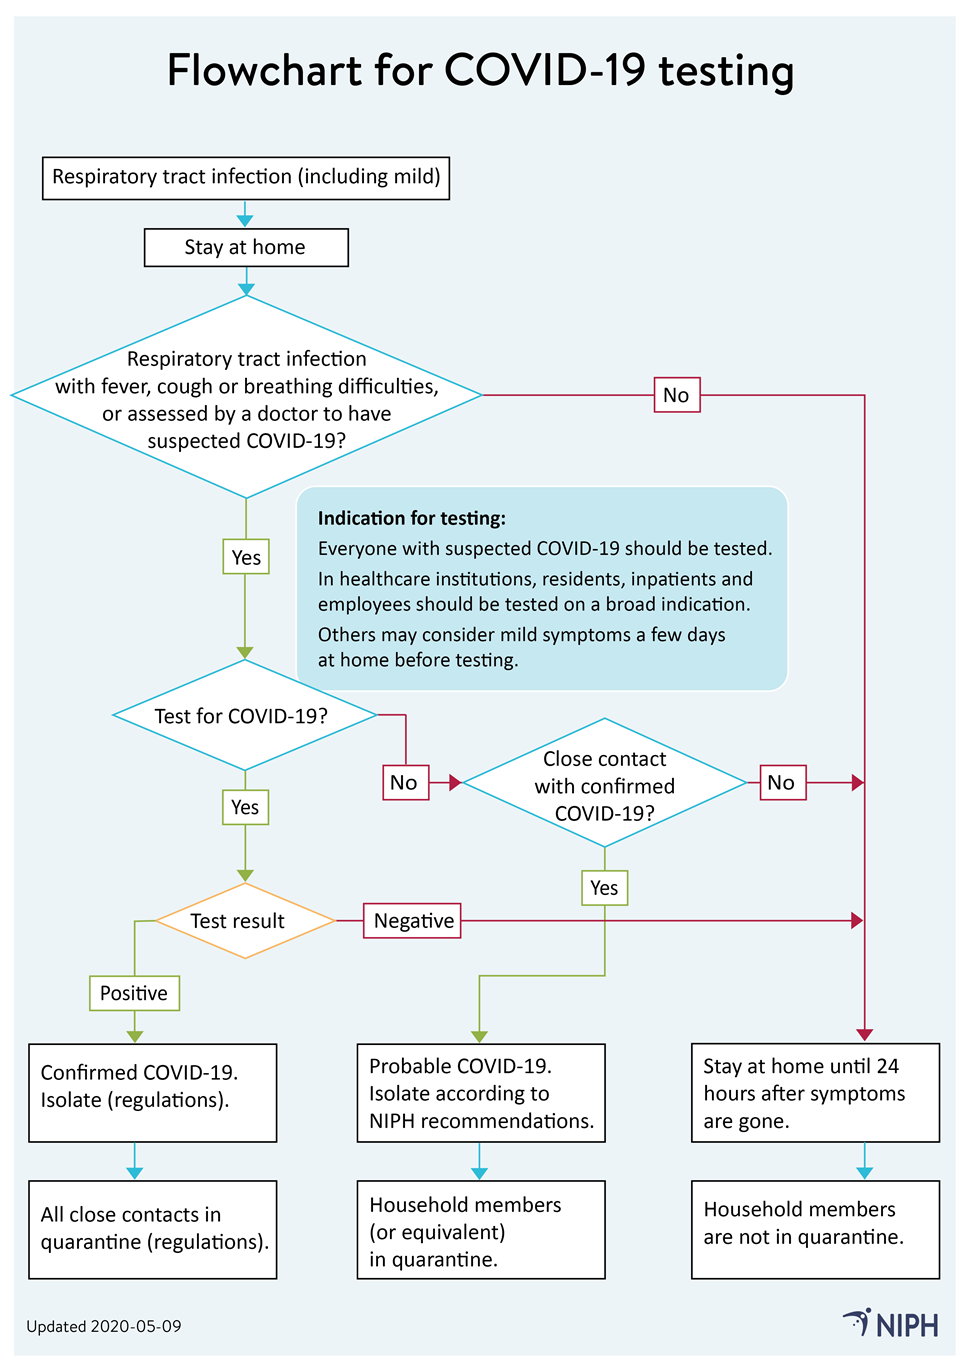 Flowchart for COVID-19 testing
Respiratory tract infection (including mild)
Stay at home
Respiratory tract infection
with fever, cough or breathing difficulties,
or assessed by a doctor to have
suspected COVID-19?
No
Yes
Indication for testing:
Everyone with suspected COVID-19 should be tested.
In healthcare institutions, residents, inpatients and
employees should be tested on a broad indication.
Others may consider mild symptoms a few days
at home before testing.
Test for COVID-19?
No
Close contact
with confirmed
COVID-19?
No
Yes
Yes
Test result
Negative
Positive
Confirmed COVID-19.
Isolate (regulations).
Probable COVID-19.
Isolate according to
NIPH recommendations.
Stay at home until 24
hours after symptoms
are gone.
All close contacts in
quarantine (regulations).
Household members
(or equivalent)
in quarantine.
Household members
are not in quarantine.
Updated 2020-05-09
NIPH